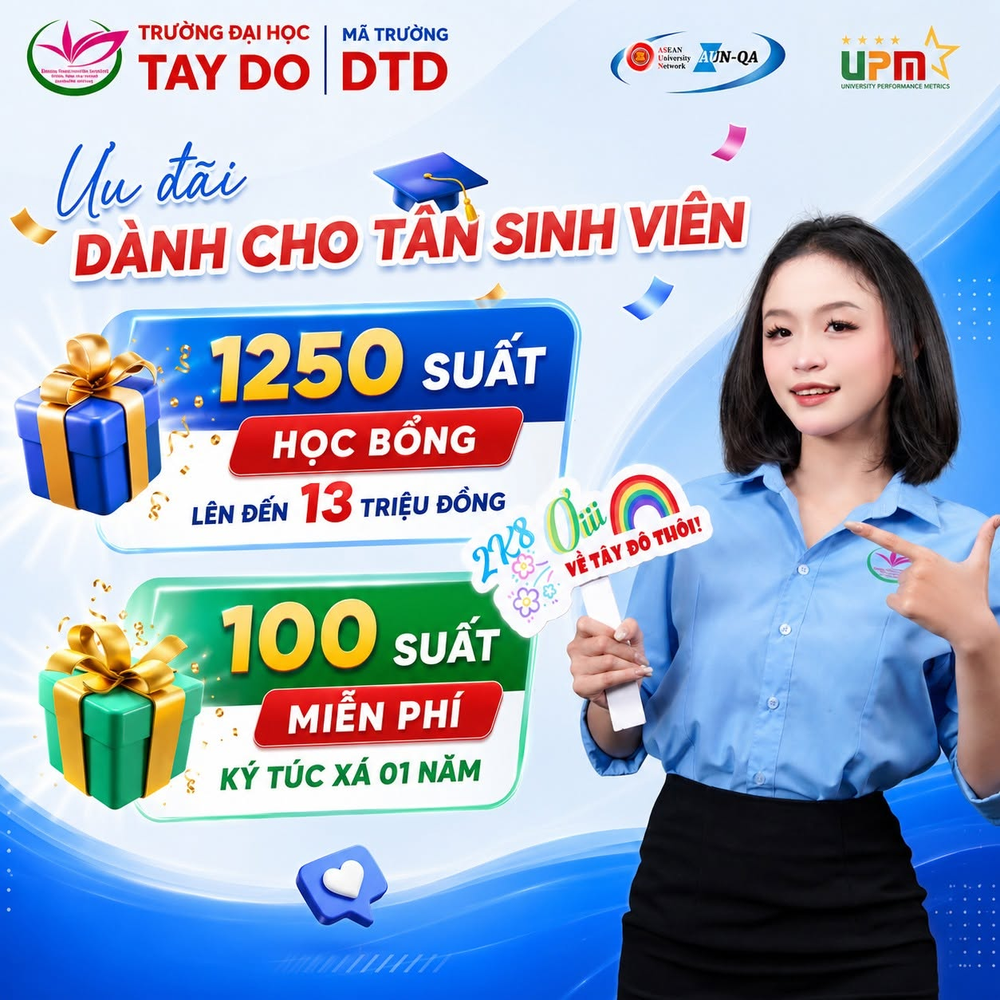 TRƯỜNG ĐẠI HỌC
TAY DO
MÃ TRƯỜNG
DTD
ASEAN
University
Network
AUN-QA
UPM
UNIVERSITY PERFORMANCE METRICS
Ưu đãi
DÀNH CHO TÂN SINH VIÊN
1250 SUẤT
HỌC BỔNG
LÊN ĐẾN 13 TRIỆU ĐỒNG
2K8 Ơiii
VỀ TÂY ĐÔ THÔI!
100 SUẤT
MIỄN PHÍ
KÝ TÚC XÁ 01 NĂM